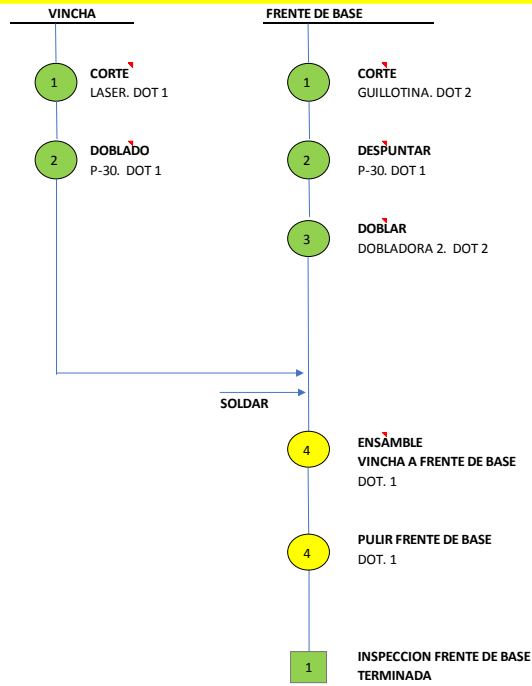 VINCHA
FRENTE DE BASE
1
CORTE
LASER. DOT 1
1
CORTE
GUILLOTINA. DOT 2
2
DOBLADO
P-30.  DOT 1
2
DESPUNTAR
P-30. DOT 1
3
DOBLAR
DOBLADORA 2.  DOT 2
SOLDAR
4
ENSAMBLE
VINCHA A FRENTE DE BASE
DOT. 1
4
PULIR FRENTE DE BASE
DOT. 1
1
INSPECCION FRENTE DE BASE
TERMINADA